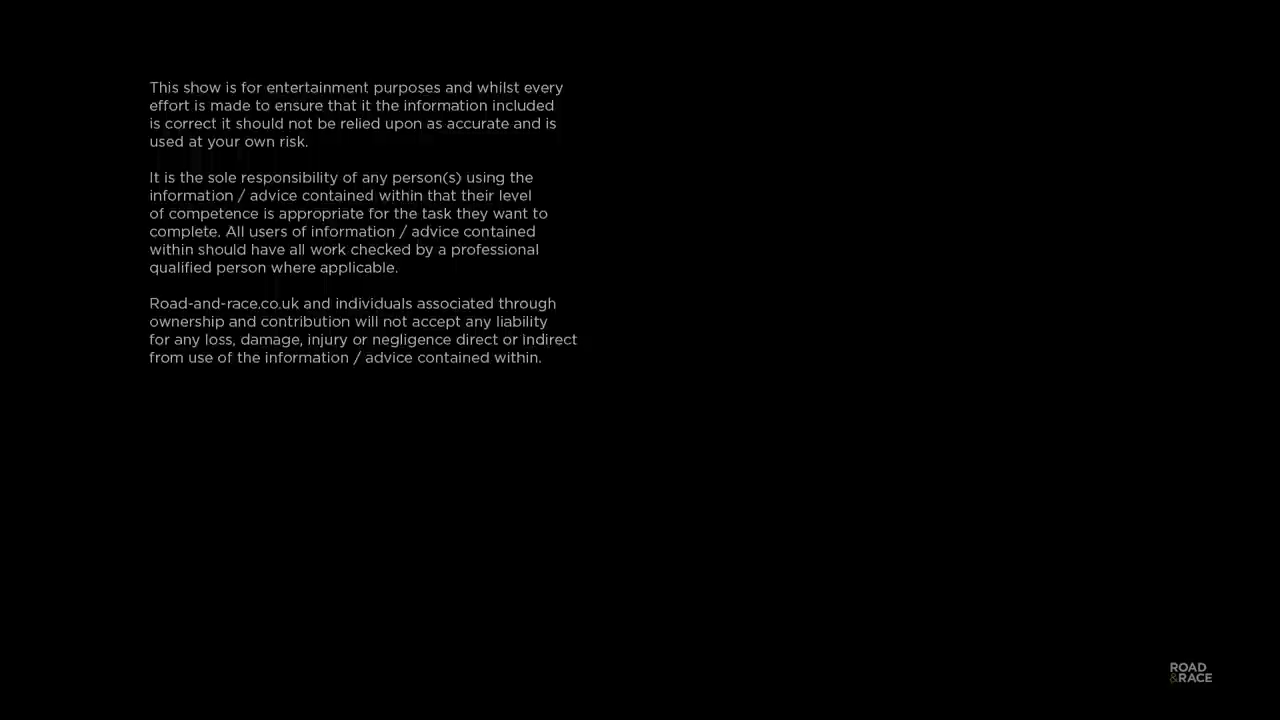 This show is for entertainment purposes and whilst every
effort is made to ensure that it the information included
is correct it should not be relied upon as accurate and is
used at your own risk.
It is the sole responsibility of any person(s) using the
information / advice contained within that their level
of competence is appropriate for the task they want to
complete. All users of information / advice contained
within should have all work checked by a professional
qualified person where applicable.
Road-and-race.co.uk and individuals associated through
ownership and contribution will not accept any liability
for any loss, damage, injury or negligence direct or indirect
from use of the information / advice contained within.
ROAD
&RACE